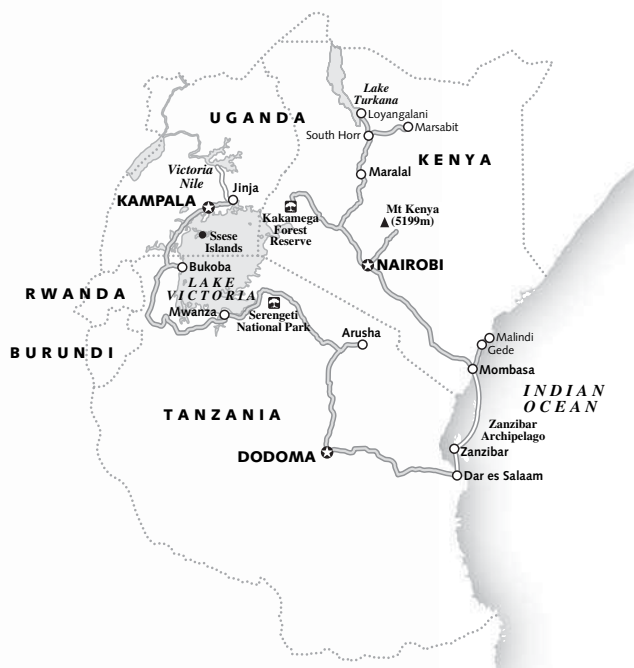 Lake
Turkana
Loyangalani
UGANDA
Marsabit
South Horr
KENYA
Victoria
Nile
Maralal
Jinja
KAMPALA
Mt Kenya
(5199m)
Kakamega
Forest
Reserve
Ssese
Islands
NAIROBI
Bukoba
LAKE
VICTORIA
RWANDA
Mwanza
Serengeti
National Park
Arusha
Malindi
Gede
BURUNDI
Mombasa
INDIAN
OCEAN
TANZANIA
Zanzibar
Archipelago
DODOMA
Zanzibar
Dar es Salaam